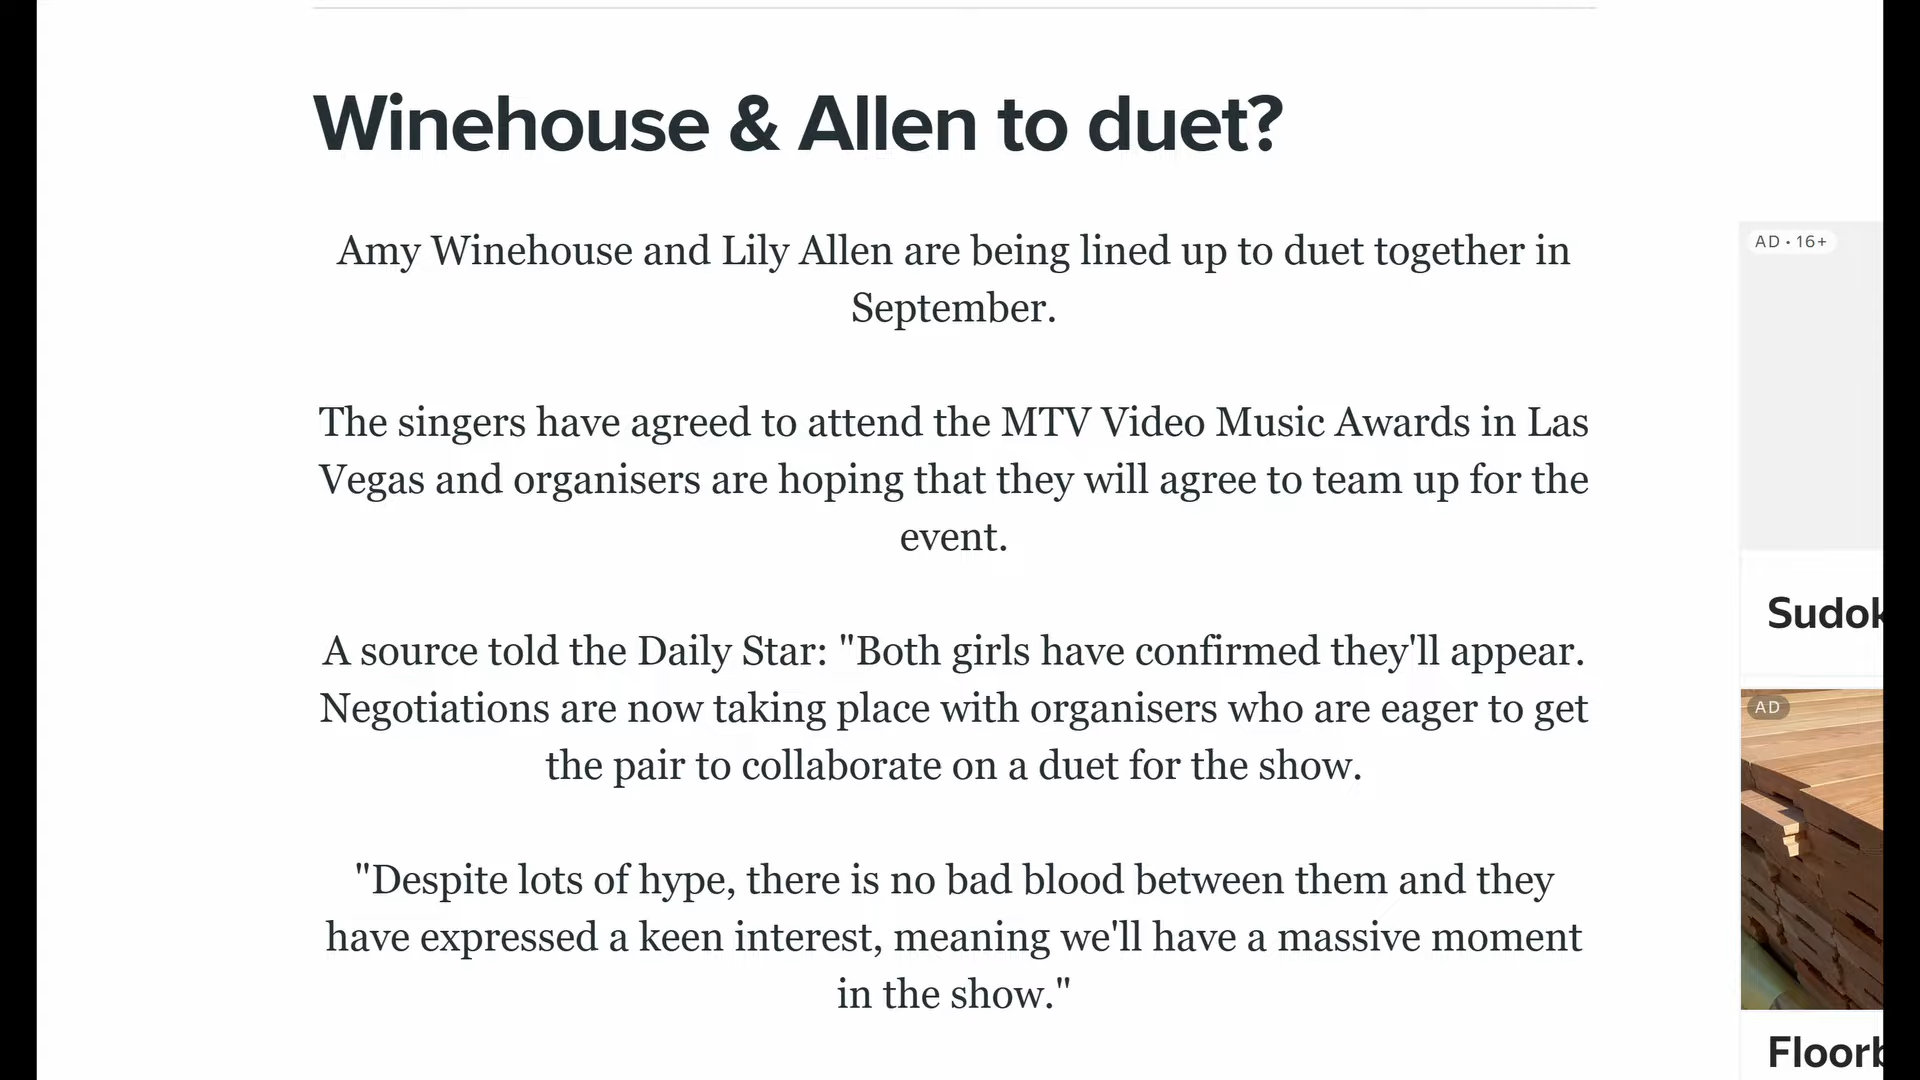 Winehouse & Allen to duet?
Amy Winehouse and Lily Allen are being lined up to duet together in
September.
The singers have agreed to attend the MTV Video Music Awards in Las
Vegas and organisers are hoping that they will agree to team up for the
event.
A source told the Daily Star: "Both girls have confirmed they'll appear.
Negotiations are now taking place with organisers who are eager to get
the pair to collaborate on a duet for the show.
"Despite lots of hype, there is no bad blood between them and they
have expressed a keen interest, meaning we'll have a massive moment
in the show."
AD • 16+
Sudok
AD
Floorb